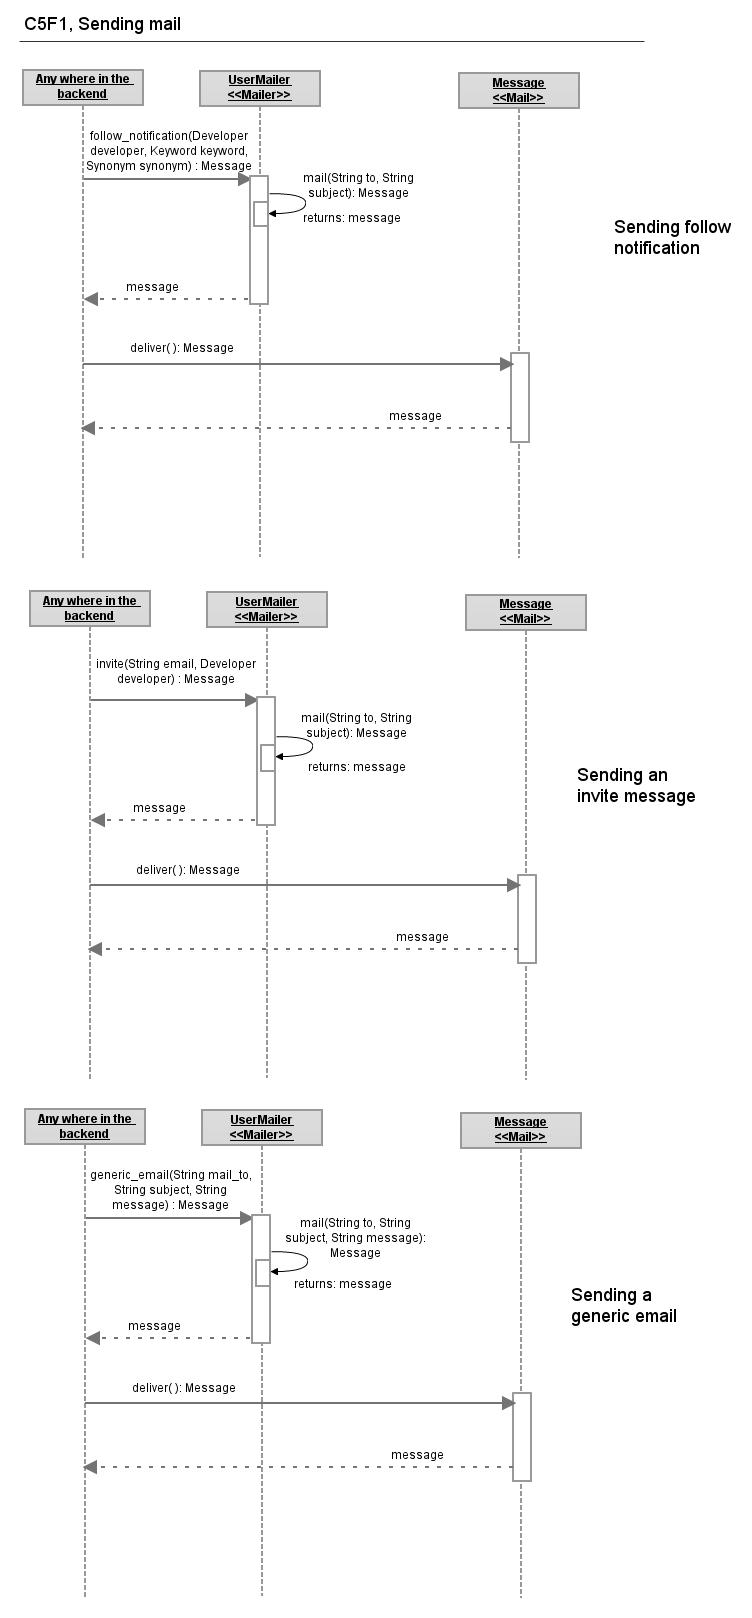 C5F1, Sending mail
Any where in the
backend
UserMailer
<<Mailer>>
Message
<<Mail>>
follow_notification(Developer
developer, Keyword keyword,
Synonym synonym) : Message
mail(String to, String
subject): Message
returns: message
Sending follow
notification
message
deliver( ): Message
message
Any where in the
backend
UserMailer
<<Mailer>>
Message
<<Mail>>
invite(String email, Developer
developer) : Message
mail(String to, String
subject): Message
returns: message
Sending an
invite message
message
deliver( ): Message
message
Any where in the
backend
UserMailer
<<Mailer>>
Message
<<Mail>>
generic_email(String mail_to,
String subject, String
message) : Message
mail(String to, String
subject, String message):
Message
returns: message
Sending a
generic email
message
deliver( ): Message
message